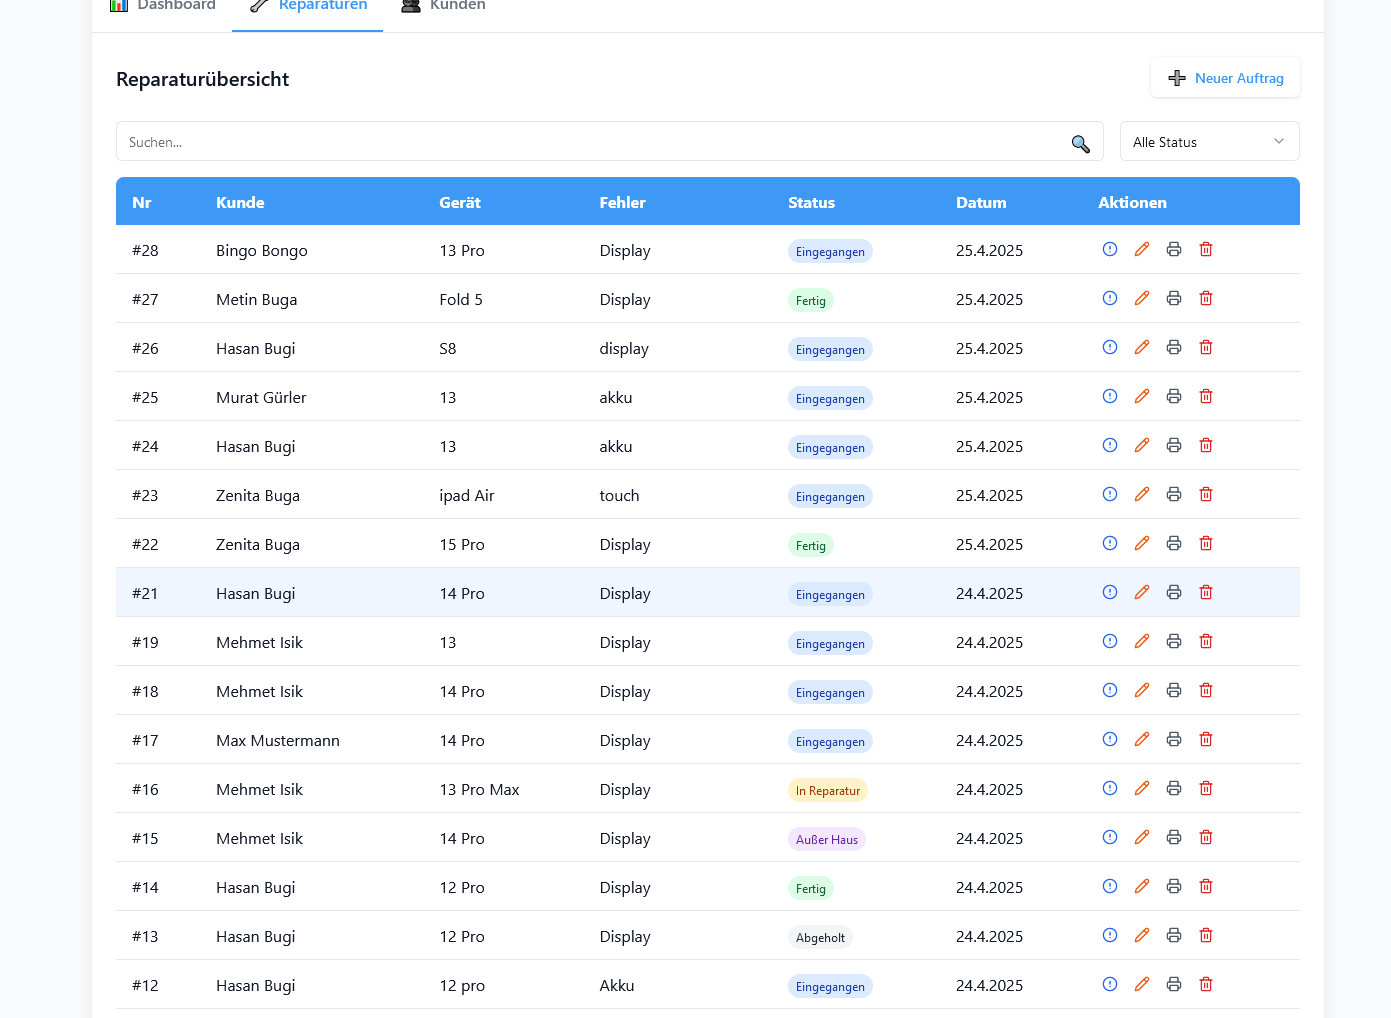 Dashboard Reparaturen Kunden
Reparaturübersicht Neuer Auftrag
Suchen... Alle Status
Nr Kunde Gerät Fehler Status Datum Aktionen
#28 Bingo Bongo 13 Pro Display Eingegangen 25.4.2025
#27 Metin Buga Fold 5 Display Fertig 25.4.2025
#26 Hasan Bugi S8 display Eingegangen 25.4.2025
#25 Murat Gürler 13 akku Eingegangen 25.4.2025
#24 Hasan Bugi 13 akku Eingegangen 25.4.2025
#23 Zenita Buga ipad Air touch Eingegangen 25.4.2025
#22 Zenita Buga 15 Pro Display Fertig 25.4.2025
#21 Hasan Bugi 14 Pro Display Eingegangen 24.4.2025
#19 Mehmet Isik 13 Display Eingegangen 24.4.2025
#18 Mehmet Isik 14 Pro Display Eingegangen 24.4.2025
#17 Max Mustermann 14 Pro Display Eingegangen 24.4.2025
#16 Mehmet Isik 13 Pro Max Display In Reparatur 24.4.2025
#15 Mehmet Isik 14 Pro Display Außer Haus 24.4.2025
#14 Hasan Bugi 12 Pro Display Fertig 24.4.2025
#13 Hasan Bugi 12 Pro Display Abgeholt 24.4.2025
#12 Hasan Bugi 12 pro Akku Eingegangen 24.4.2025